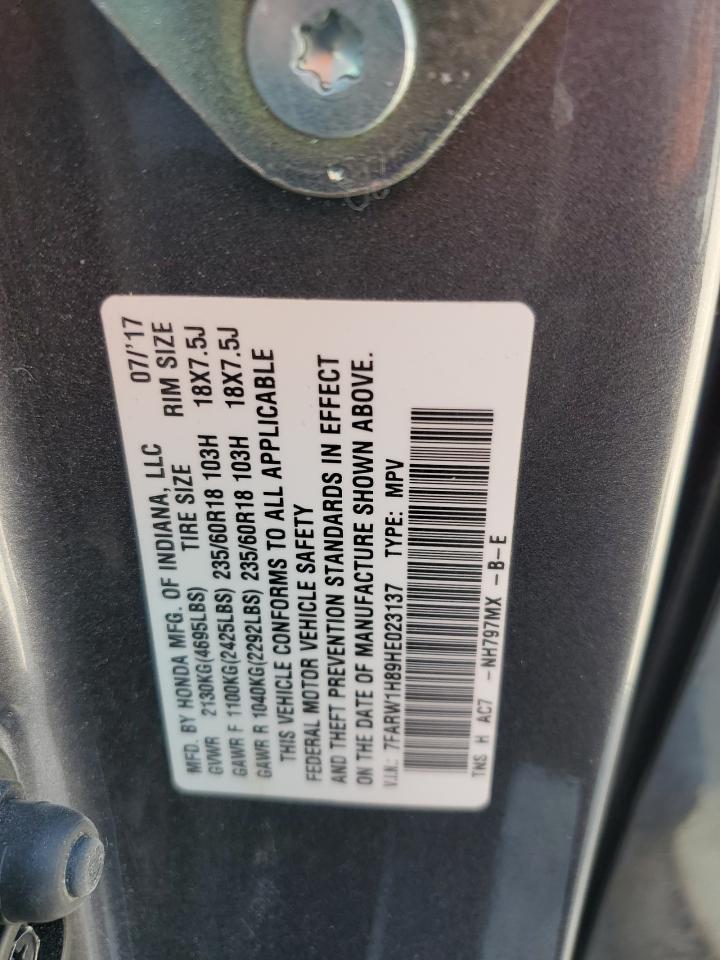 MFD. BY HONDA MFG. OF INDIANA, LLC 07/'17
GVWR 2130KG(4695LBS) TIRE SIZE RIM SIZE
GAWR F 1100KG(2425LBS) 235/60R18 103H 18X7.5J
GAWR R 1040KG(2292LBS) 235/60R18 103H 18X7.5J
THIS VEHICLE CONFORMS TO ALL APPLICABLE
FEDERAL MOTOR VEHICLE SAFETY
AND THEFT PREVENTION STANDARDS IN EFFECT
ON THE DATE OF MANUFACTURE SHOWN ABOVE.
V.I.N.: 7FARW1H89HE023137 TYPE: MPV
TNS H AC7 -NH797MX -B-E